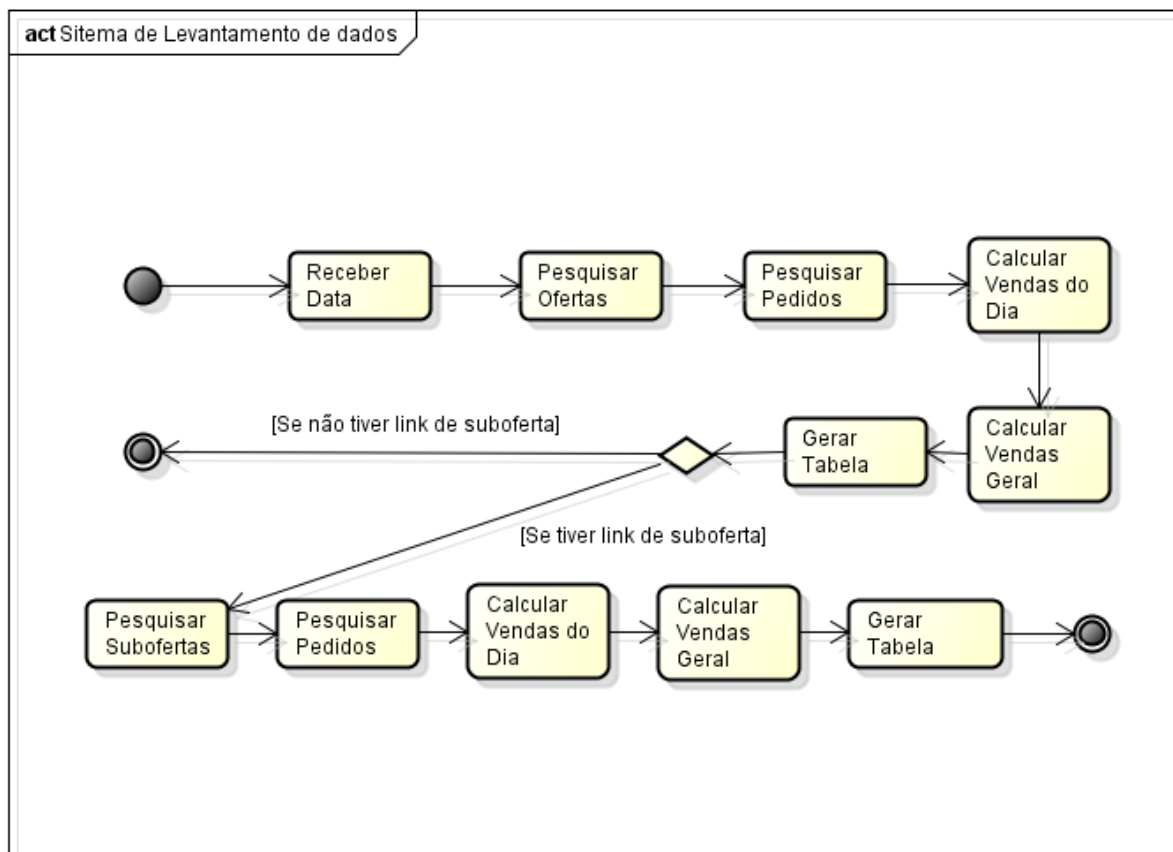 act Sitema de Levantamento de dados
Receber
Data
Pesquisar
Ofertas
Pesquisar
Pedidos
Calcular
Vendas do
Dia
Calcular
Vendas
Geral
Gerar
Tabela
[Se não tiver link de suboferta]
[Se tiver link de suboferta]
Pesquisar
Subofertas
Pesquisar
Pedidos
Calcular
Vendas do
Dia
Calcular
Vendas
Geral
Gerar
Tabela